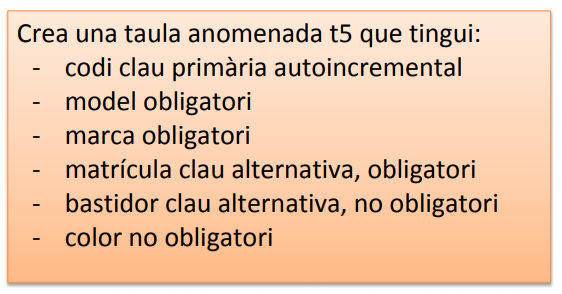 Crea una taula anomenada t5 que tingui:
- codi clau primària autoincremental
- model obligatori
- marca obligatori
- matrícula clau alternativa, obligatori
- bastidor clau alternativa, no obligatori
- color no obligatori